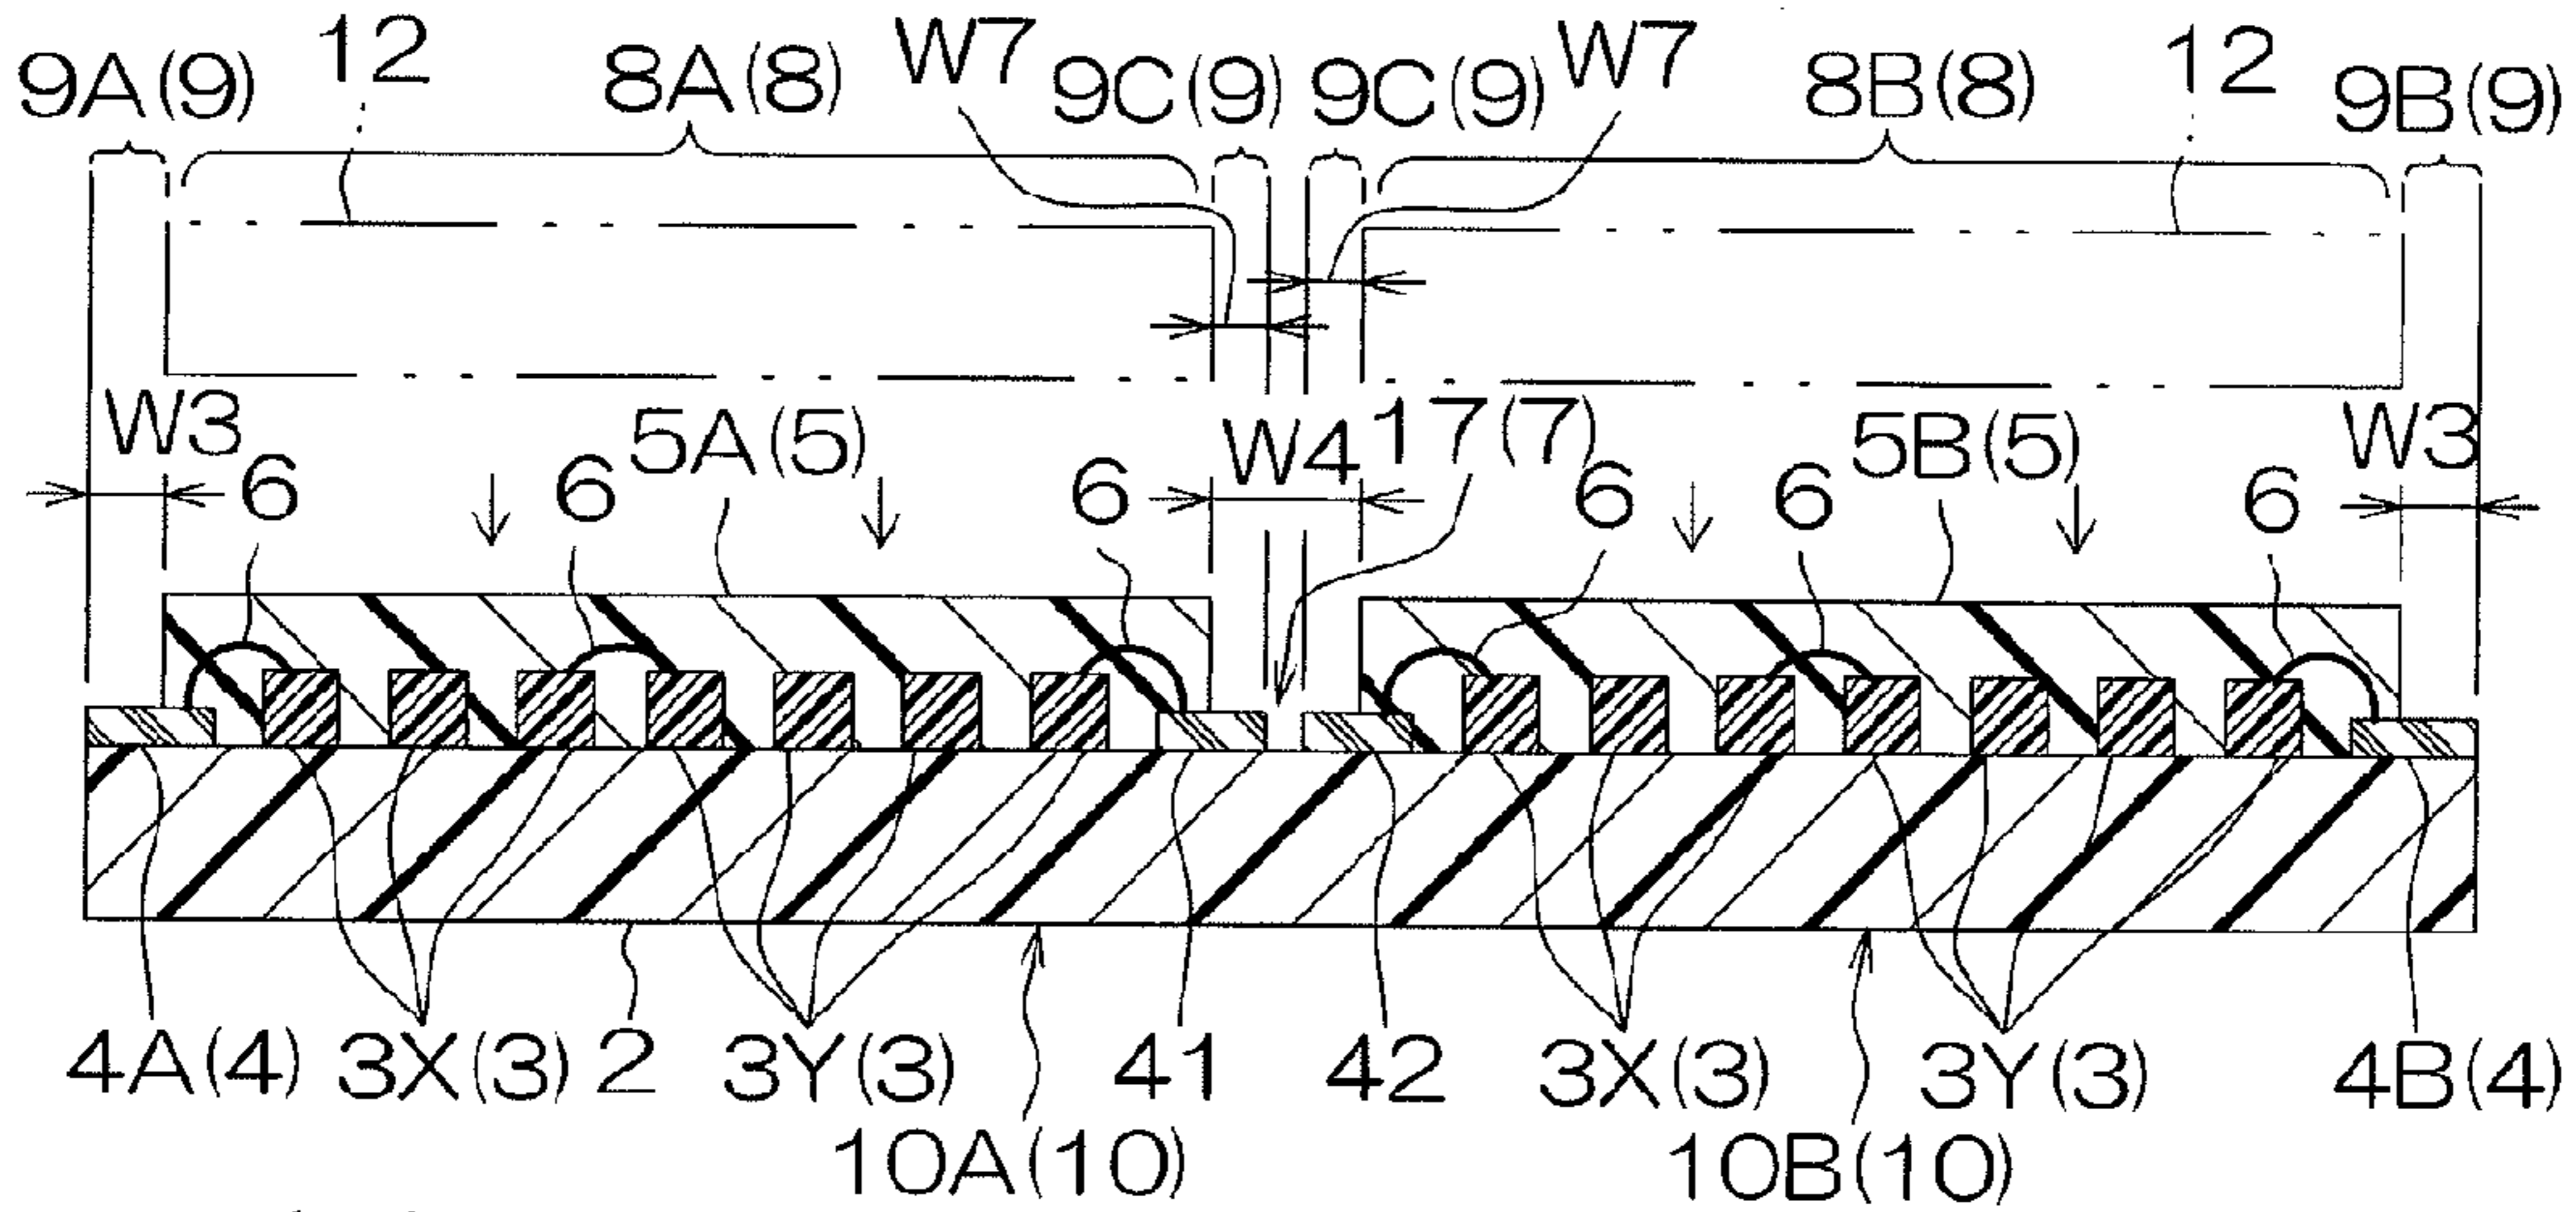 9A(9) 12 8A(8) W7 9C(9) 9C(9) W7 8B(8) 12 9B(9)
W3 6 6 5A(5) 6 W4 17(7) 6 6 5B(5) 6 W3
4A(4) 3X(3) 2 3Y(3) 41 42 3X(3) 3Y(3) 4B(4)
10A(10) 10B(10)